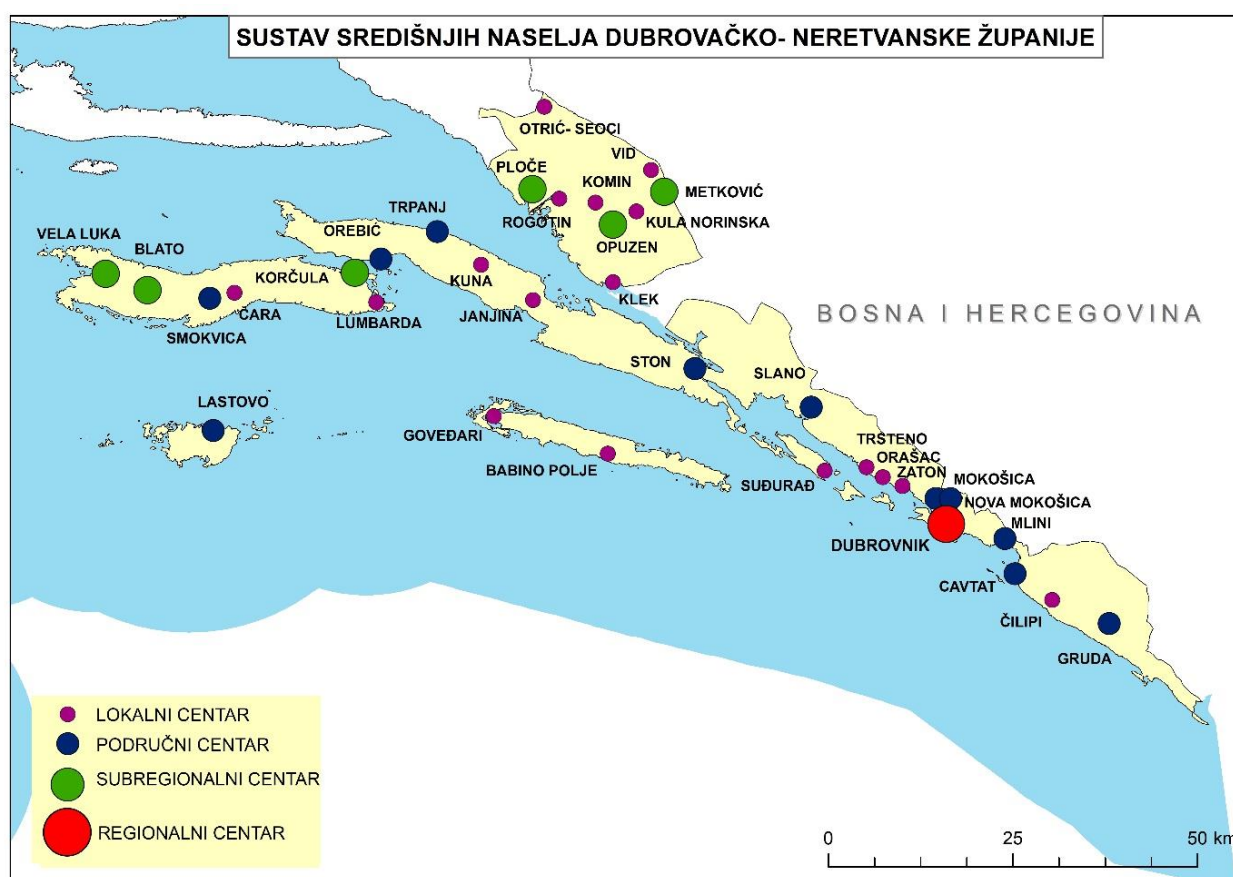 SUSTAV SREDIŠNJIH NASELJA DUBROVAČKO- NERETVANSKE ŽUPANIJE
OTRIĆ- SEOCI
VID
PLOČE
KOMIN
METKOVIĆ
ROGOTIN
KULA NORINSKA
OPUZEN
TRPANJ
OREBIĆ
VELA LUKA
BLATO
KORČULA
KUNA
KLEK
ČARA
LUMBARDA
JANJINA
SMOKVICA
BOSNA I HERCEGOVINA
STON
SLANO
LASTOVO
GOVEĐARI
TRSTENO
ORAŠAC
BABINO POLJE
ZATON
MOKOŠICA
SUĐURAĐ
NOVA MOKOŠICA
MLINI
DUBROVNIK
CAVTAT
ČILIPI
GRUDA
LOKALNI CENTAR
PODRUČNI CENTAR
SUBREGIONALNI CENTAR
REGIONALNI CENTAR
0 25 50 km